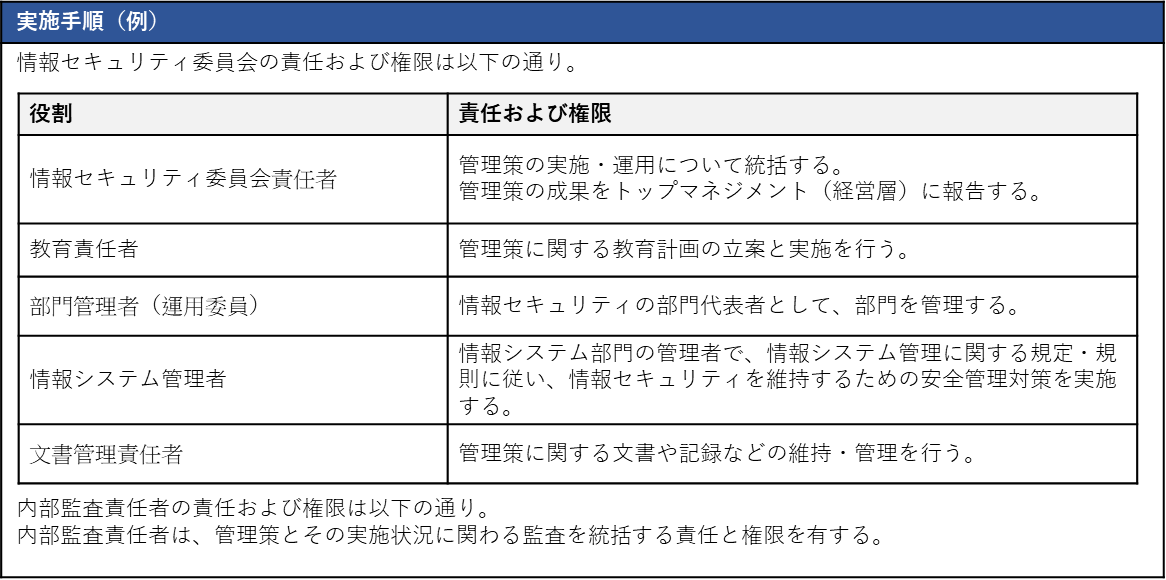 実施手順（例）
情報セキュリティ委員会の責任および権限は以下の通り。
役割
責任および権限
情報セキュリティ委員会責任者
管理策の実施・運用について統括する。
管理策の成果をトップマネジメント（経営層）に報告する。
教育責任者
管理策に関する教育計画の立案と実施を行う。
部門管理者（運用委員）
情報セキュリティの部門代表者として、部門を管理する。
情報システム管理者
情報システム部門の管理者で、情報システム管理に関する規定・規
則に従い、情報セキュリティを維持するための安全管理対策を実施
する。
文書管理責任者
管理策に関する文書や記録などの維持・管理を行う。
内部監査責任者の責任および権限は以下の通り。
内部監査責任者は、管理策とその実施状況に関わる監査を統括する責任と権限を有する。